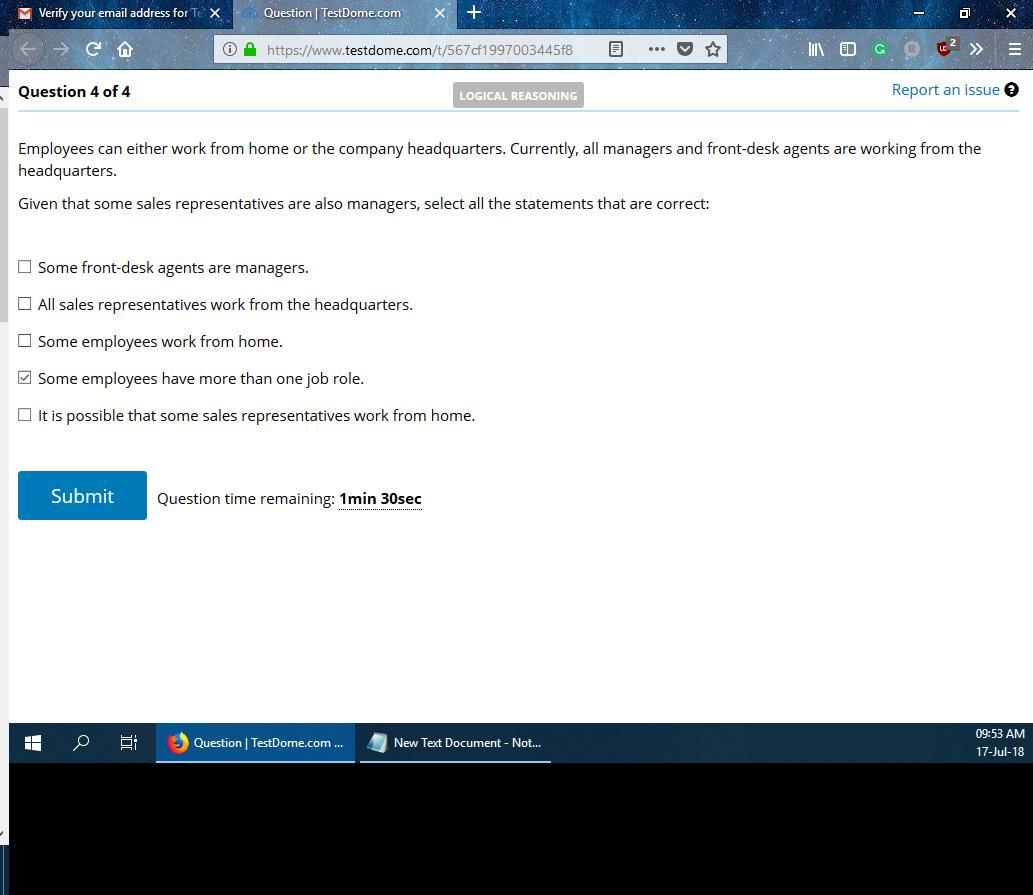 Verify your email address for Te
Question | TestDome.com
https://www.testdome.com/t/567cf1997003445f8
2
Question 4 of 4
LOGICAL REASONING
Report an issue ?
Employees can either work from home or the company headquarters. Currently, all managers and front-desk agents are working from the
headquarters.
Given that some sales representatives are also managers, select all the statements that are correct:
Some front-desk agents are managers.
All sales representatives work from the headquarters.
Some employees work from home.
Some employees have more than one job role.
It is possible that some sales representatives work from home.
Submit
Question time remaining: 1min 30sec
Question | TestDome.com ...
New Text Document - Not...
09:53 AM
17-Jul-18